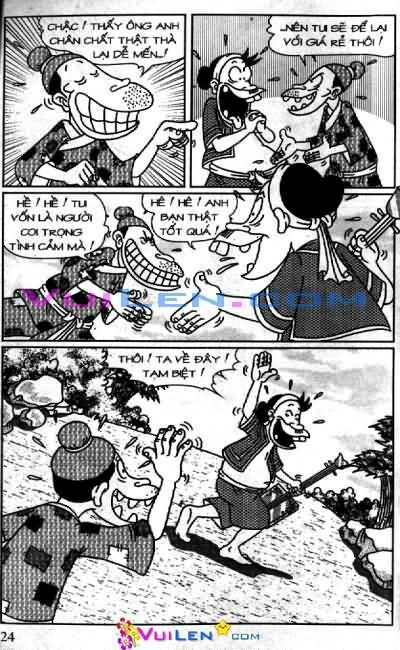 CHẬC! THẤY ÔNG ANH
CHÂN CHẤT THẬT THÀ
LẠI DỄ MẾN...!
...NÊN TUI SẼ ĐỂ LẠI
VỚI GIÁ RẺ THÔI!
HÊ! HÊ! TUI
VỐN LÀ NGƯỜI
COI TRỌNG
TÌNH CẢM MÀ!
HÊ! HÊ! ANH
BẠN THẬT
TỐT QUÁ!
VUILEN.COM
THÔI! TA VỀ ĐÂY!
TẠM BIỆT!
24
VUILEN.COM